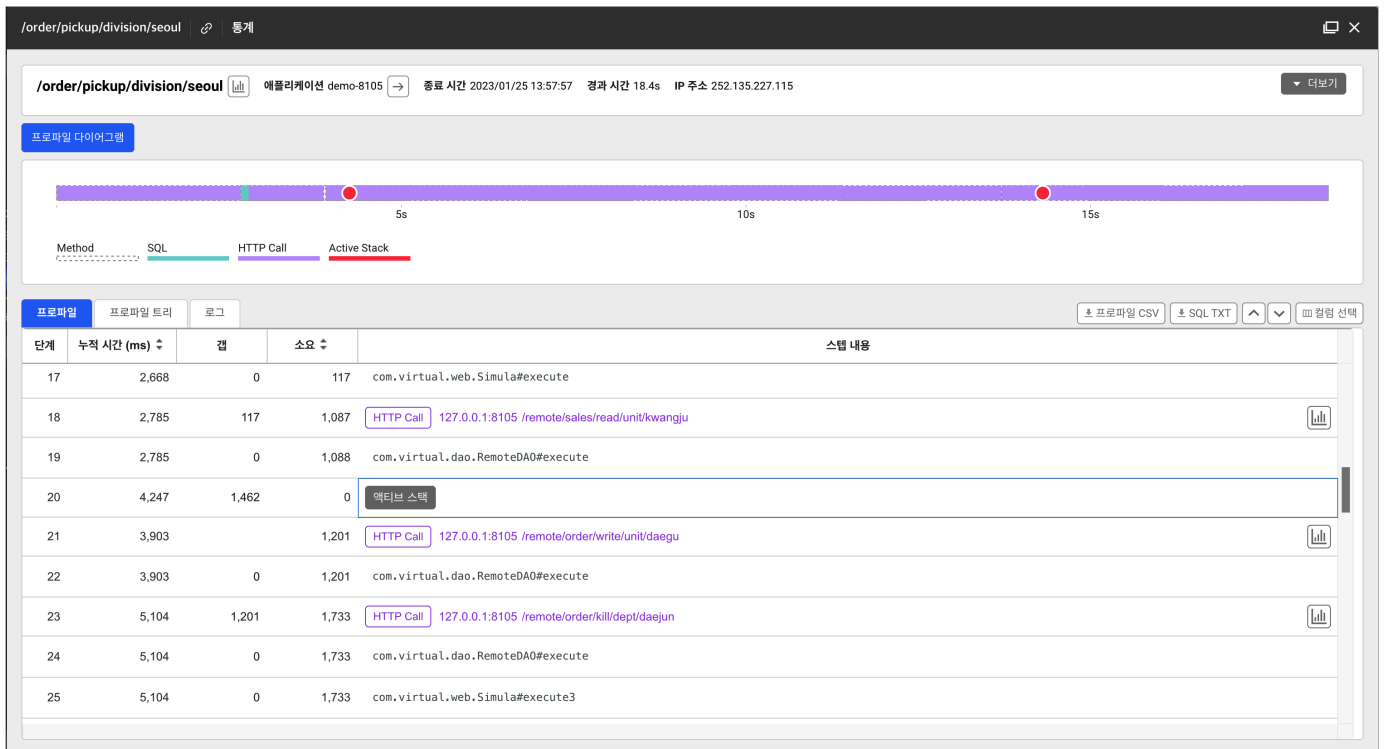 /order/pickup/division/seoul 통계
/order/pickup/division/seoul 애플리케이션 demo-8105 종료 시간 2023/01/25 13:57:57 경과 시간 18.4s IP 주소 252.135.227.115 더보기
프로파일 다이어그램
5s 10s 15s
Method SQL HTTP Call Active Stack
프로파일 프로파일 트리 로그 프로파일 CSV SQL TXT 컬럼 선택
단계 누적 시간 (ms) 갭 소요 스텝 내용
17 2,668 0 117 com.virtual.web.Simula#execute
18 2,785 117 1,087 HTTP Call 127.0.0.1:8105 /remote/sales/read/unit/kwangju
19 2,785 0 1,088 com.virtual.dao.RemoteDAO#execute
20 4,247 1,462 0 액티브 스택
21 3,903 1,201 HTTP Call 127.0.0.1:8105 /remote/order/write/unit/daegu
22 3,903 0 1,201 com.virtual.dao.RemoteDAO#execute
23 5,104 1,201 1,733 HTTP Call 127.0.0.1:8105 /remote/order/kill/dept/daejun
24 5,104 0 1,733 com.virtual.dao.RemoteDAO#execute
25 5,104 0 1,733 com.virtual.web.Simula#execute3